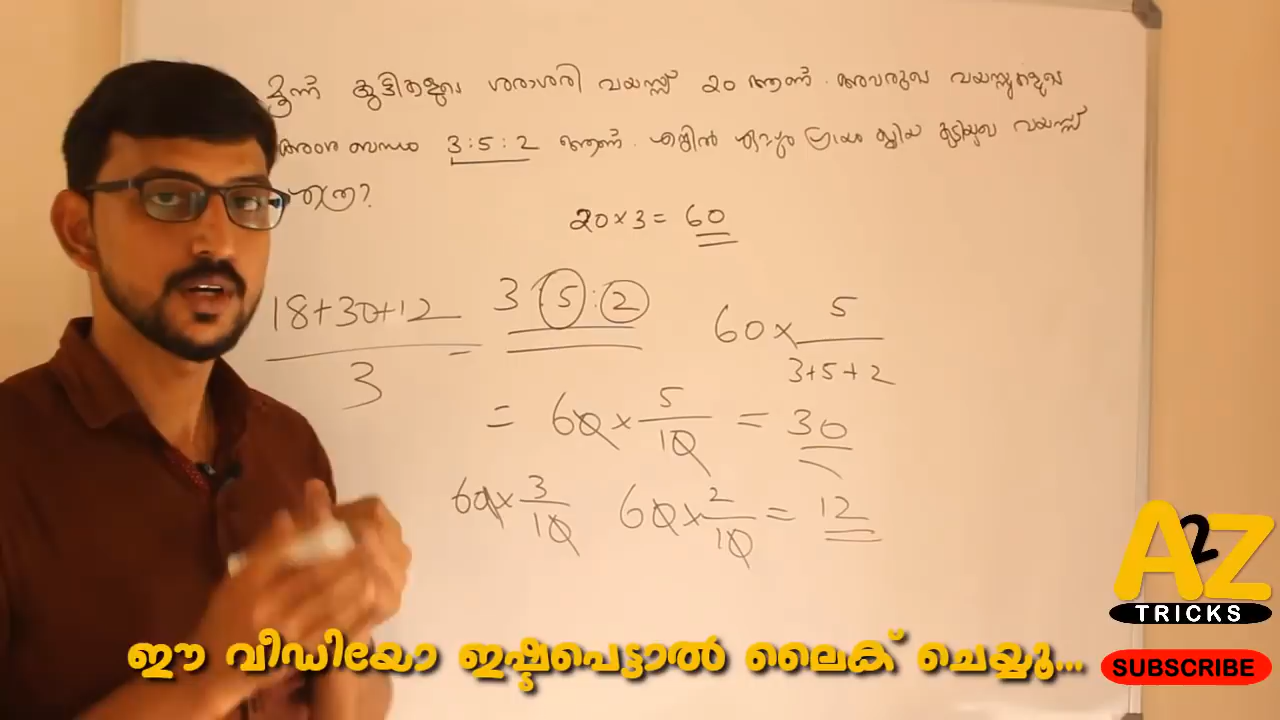 മൂന്ന് കുട്ടികളുടെ ശരാശരി വയസ്സ് 20 ആണ്. അവരുടെ വയസ്സുകളുടെ
അംശബന്ധം 3:5:2 ആണ്. എങ്കിൽ ഏറ്റവും പ്രായം കൂടിയ കുട്ടിയുടെ വയസ്സ്
എത്ര?
20×3= 60
18+30+12
3
3 : 5 : 2
60 × 5
3+5+2
= 60 × 5/10 = 30
60 × 3/10 60 × 2/10 = 12
A2Z
TRICKS
ഈ വീഡിയോ ഇഷ്ടപെട്ടാൽ ലൈക് ചെയ്യൂ...
SUBSCRIBE